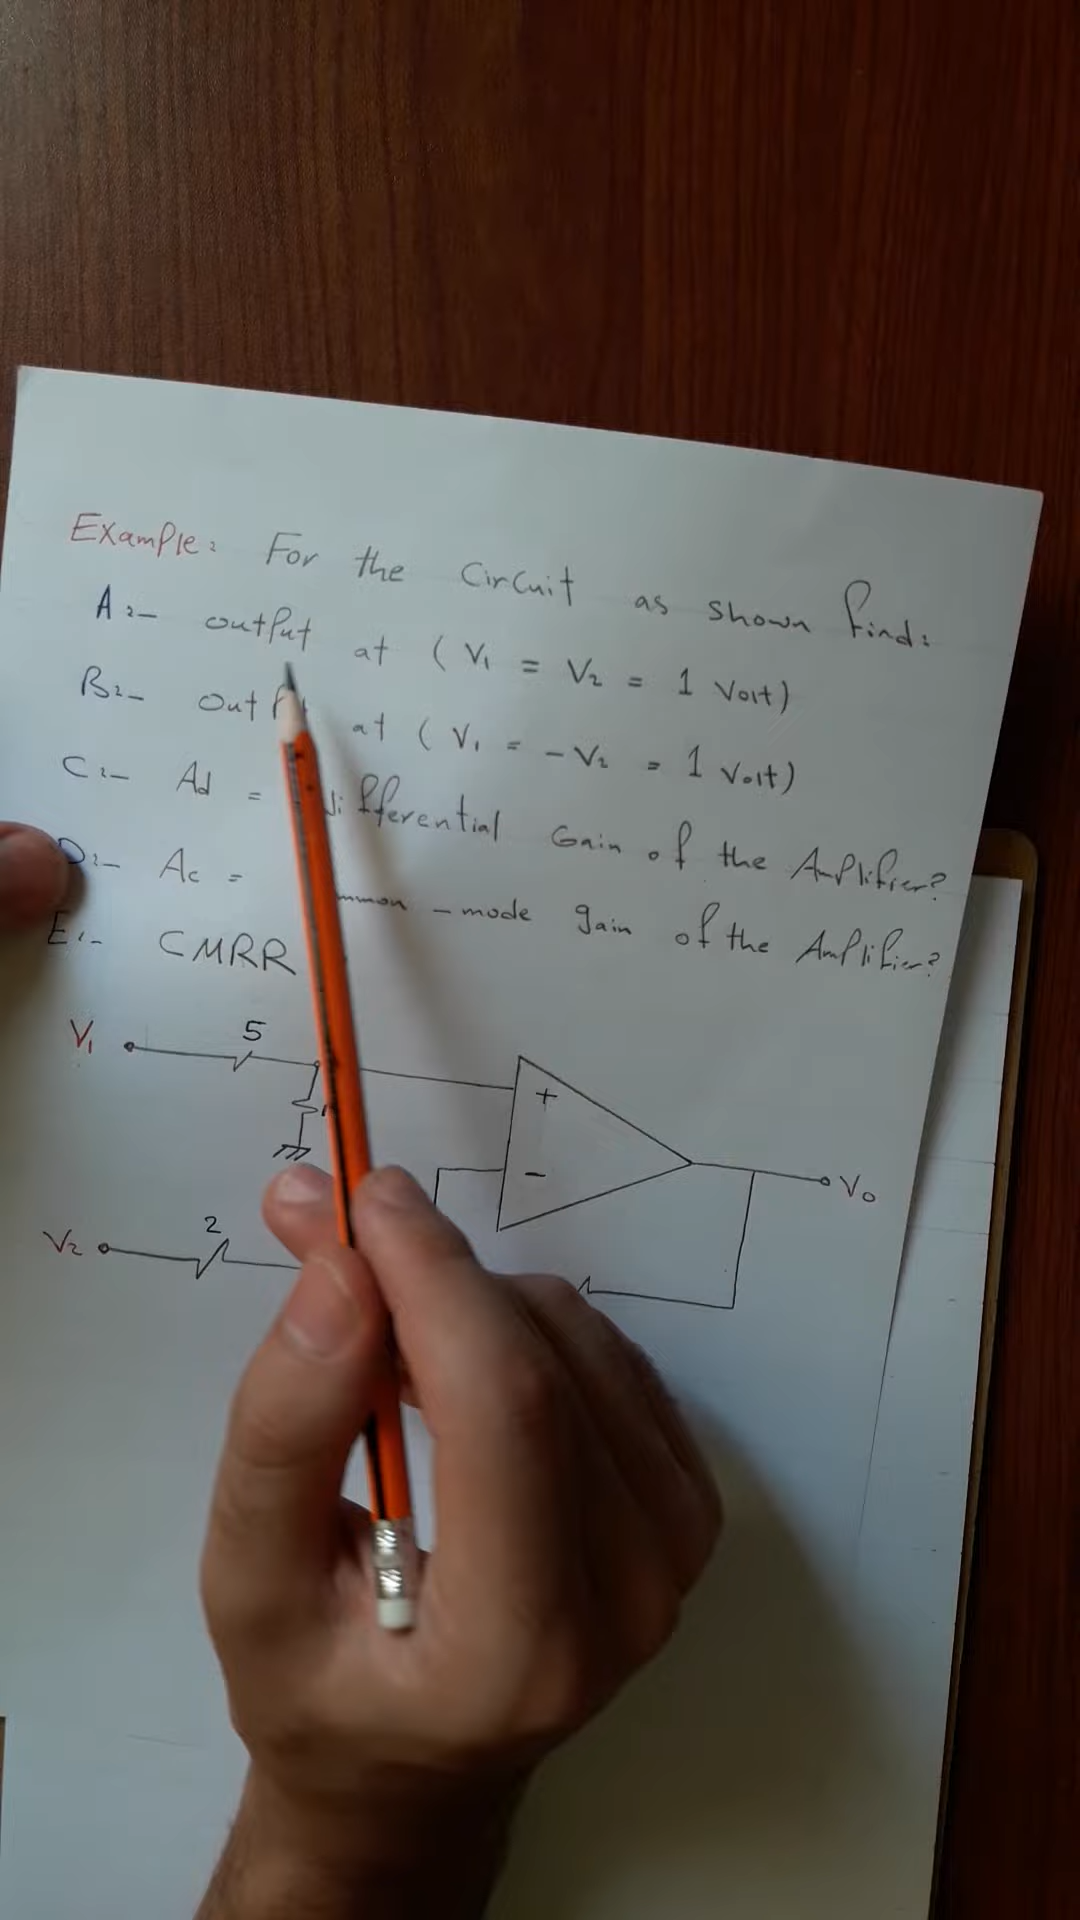 Example: For the Circuit as shown find:
A:- output at ( V1 = V2 = 1 Volt)
B:- at ( V1 = - V2 = 1 Volt)
C:- Ad = Gain of the Amplifier?
D:- Ac = - mode gain of the Amplifier?
E:- CMRR
V1 5
+
-
Vo
V2 2